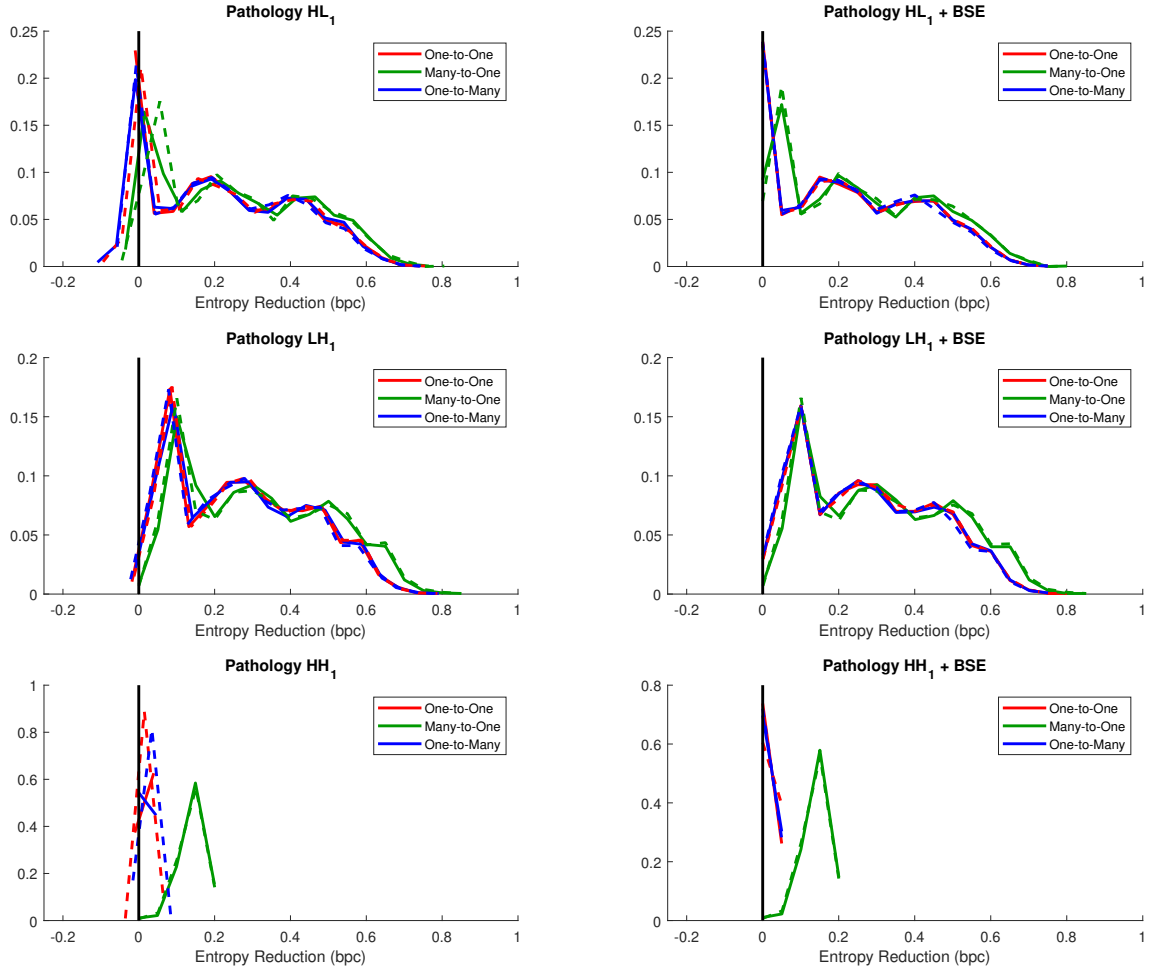 Pathology HL1
0.25
0.2
0.15
0.1
0.05
0
One-to-One
Many-to-One
One-to-Many
-0.2 0 0.2 0.4 0.6 0.8 1
Entropy Reduction (bpc)
Pathology HL1 + BSE
0.25
0.2
0.15
0.1
0.05
0
One-to-One
Many-to-One
One-to-Many
-0.2 0 0.2 0.4 0.6 0.8 1
Entropy Reduction (bpc)
Pathology LH1
0.2
0.15
0.1
0.05
0
One-to-One
Many-to-One
One-to-Many
-0.2 0 0.2 0.4 0.6 0.8 1
Entropy Reduction (bpc)
Pathology LH1 + BSE
0.2
0.15
0.1
0.05
0
One-to-One
Many-to-One
One-to-Many
-0.2 0 0.2 0.4 0.6 0.8 1
Entropy Reduction (bpc)
Pathology HH1
1
0.8
0.6
0.4
0.2
0
One-to-One
Many-to-One
One-to-Many
-0.2 0 0.2 0.4 0.6 0.8 1
Entropy Reduction (bpc)
Pathology HH1 + BSE
0.8
0.6
0.4
0.2
0
One-to-One
Many-to-One
One-to-Many
-0.2 0 0.2 0.4 0.6 0.8 1
Entropy Reduction (bpc)